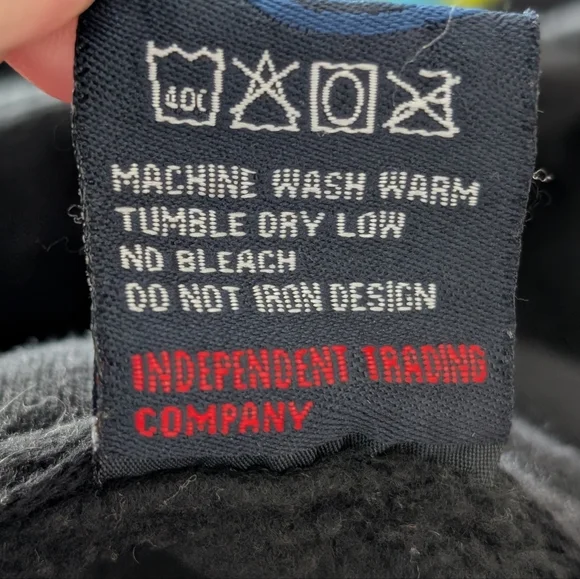 40C
MACHINE WASH WARM
TUMBLE DRY LOW
NO BLEACH
DO NOT IRON DESIGN
INDEPENDENT TRADING
COMPANY